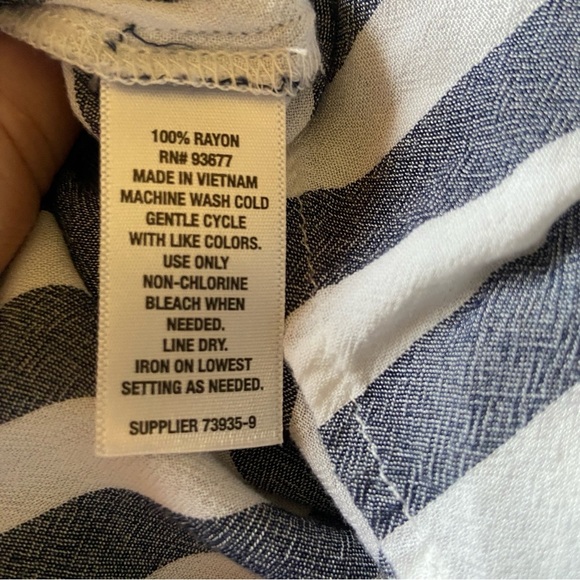 100% RAYON
RN# 93677
MADE IN VIETNAM
MACHINE WASH COLD
GENTLE CYCLE
WITH LIKE COLORS.
USE ONLY
NON-CHLORINE
BLEACH WHEN
NEEDED.
LINE DRY.
IRON ON LOWEST
SETTING AS NEEDED.
SUPPLIER 73935-9